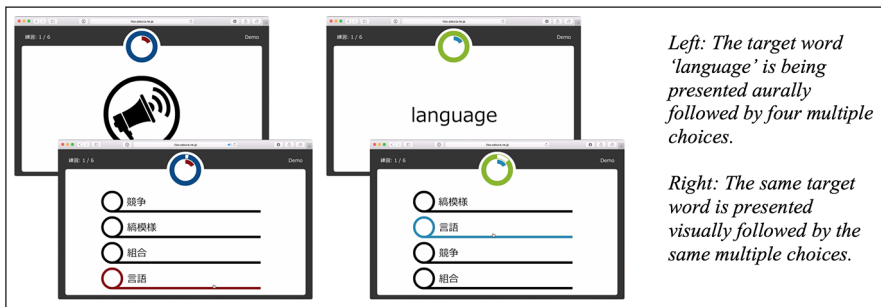 練習: 1 / 6
Demo
練習: 1 / 6
Demo
language
練習: 1 / 6
Demo
競争
縞模様
組合
言語
練習: 1 / 6
Demo
縞模様
言語
競争
組合
Left: The target word
‘language’ is being
presented aurally
followed by four multiple
choices.
Right: The same target
word is presented
visually followed by the
same multiple choices.